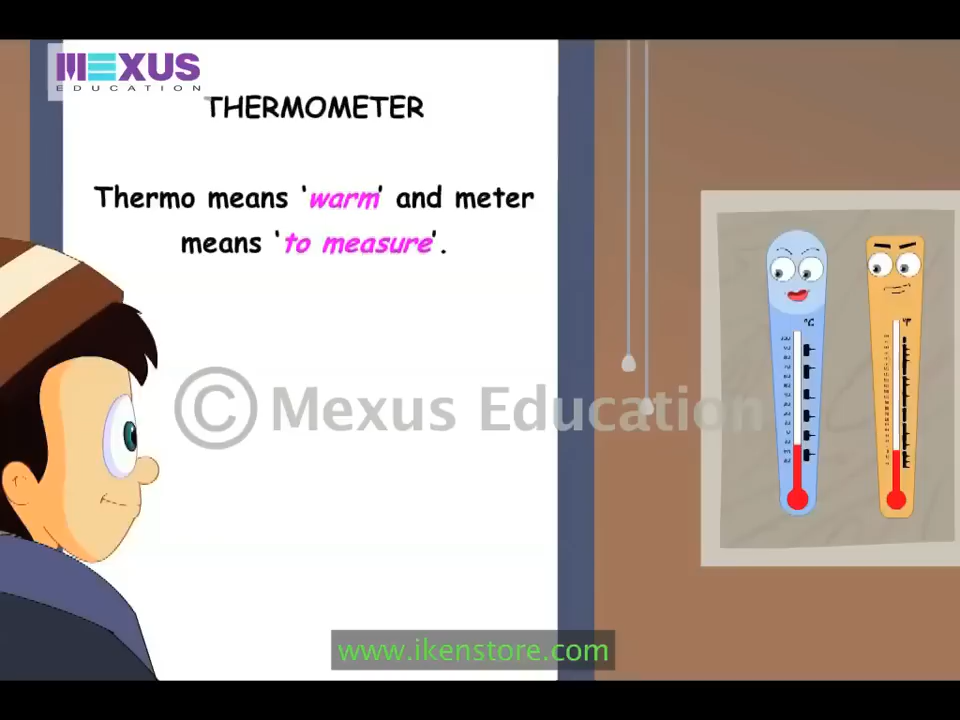 MEXUS
EDUCATION
THERMOMETER
Thermo means ‘warm’ and meter
means ‘to measure’.
°C
°F
© Mexus Education
www.ikenstore.com